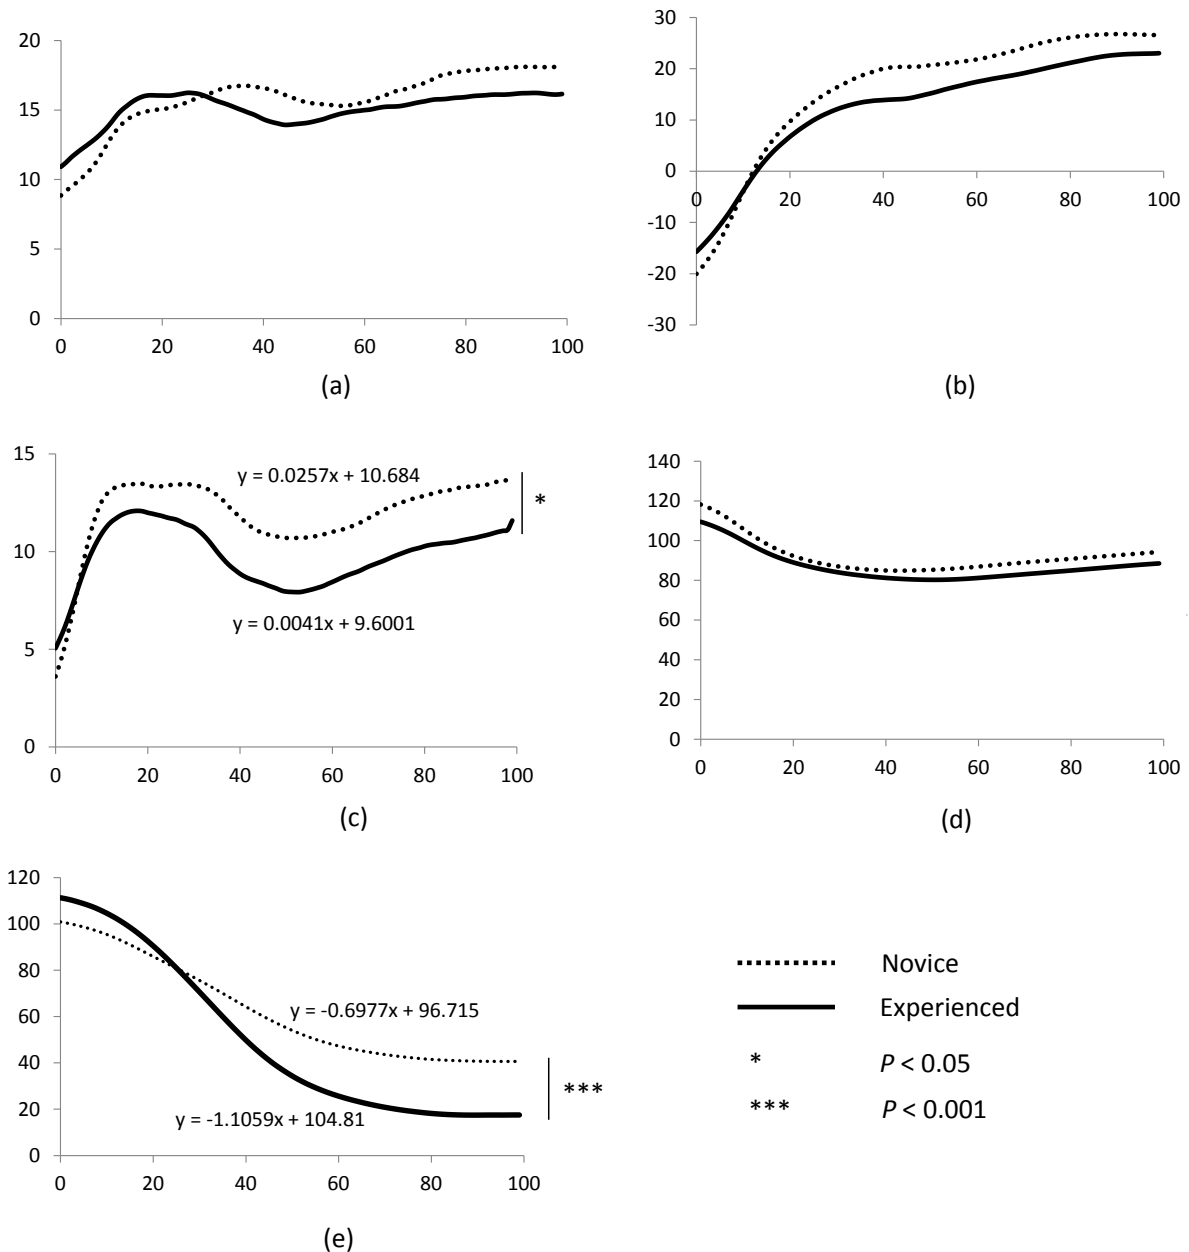 20
15
10
5
0
0 20 40 60 80 100
(a)
30
20
10
0
-10
-20
-30
0 20 40 60 80 100
(b)
15
10
5
0
0 20 40 60 80 100
y = 0.0257x + 10.684
*
y = 0.0041x + 9.6001
(c)
140
120
100
80
60
40
20
0
0 20 40 60 80 100
(d)
120
100
80
60
40
20
0
0 20 40 60 80 100
y = -0.6977x + 96.715
***
y = -1.1059x + 104.81
(e)
Novice
Experienced
* P < 0.05
*** P < 0.001